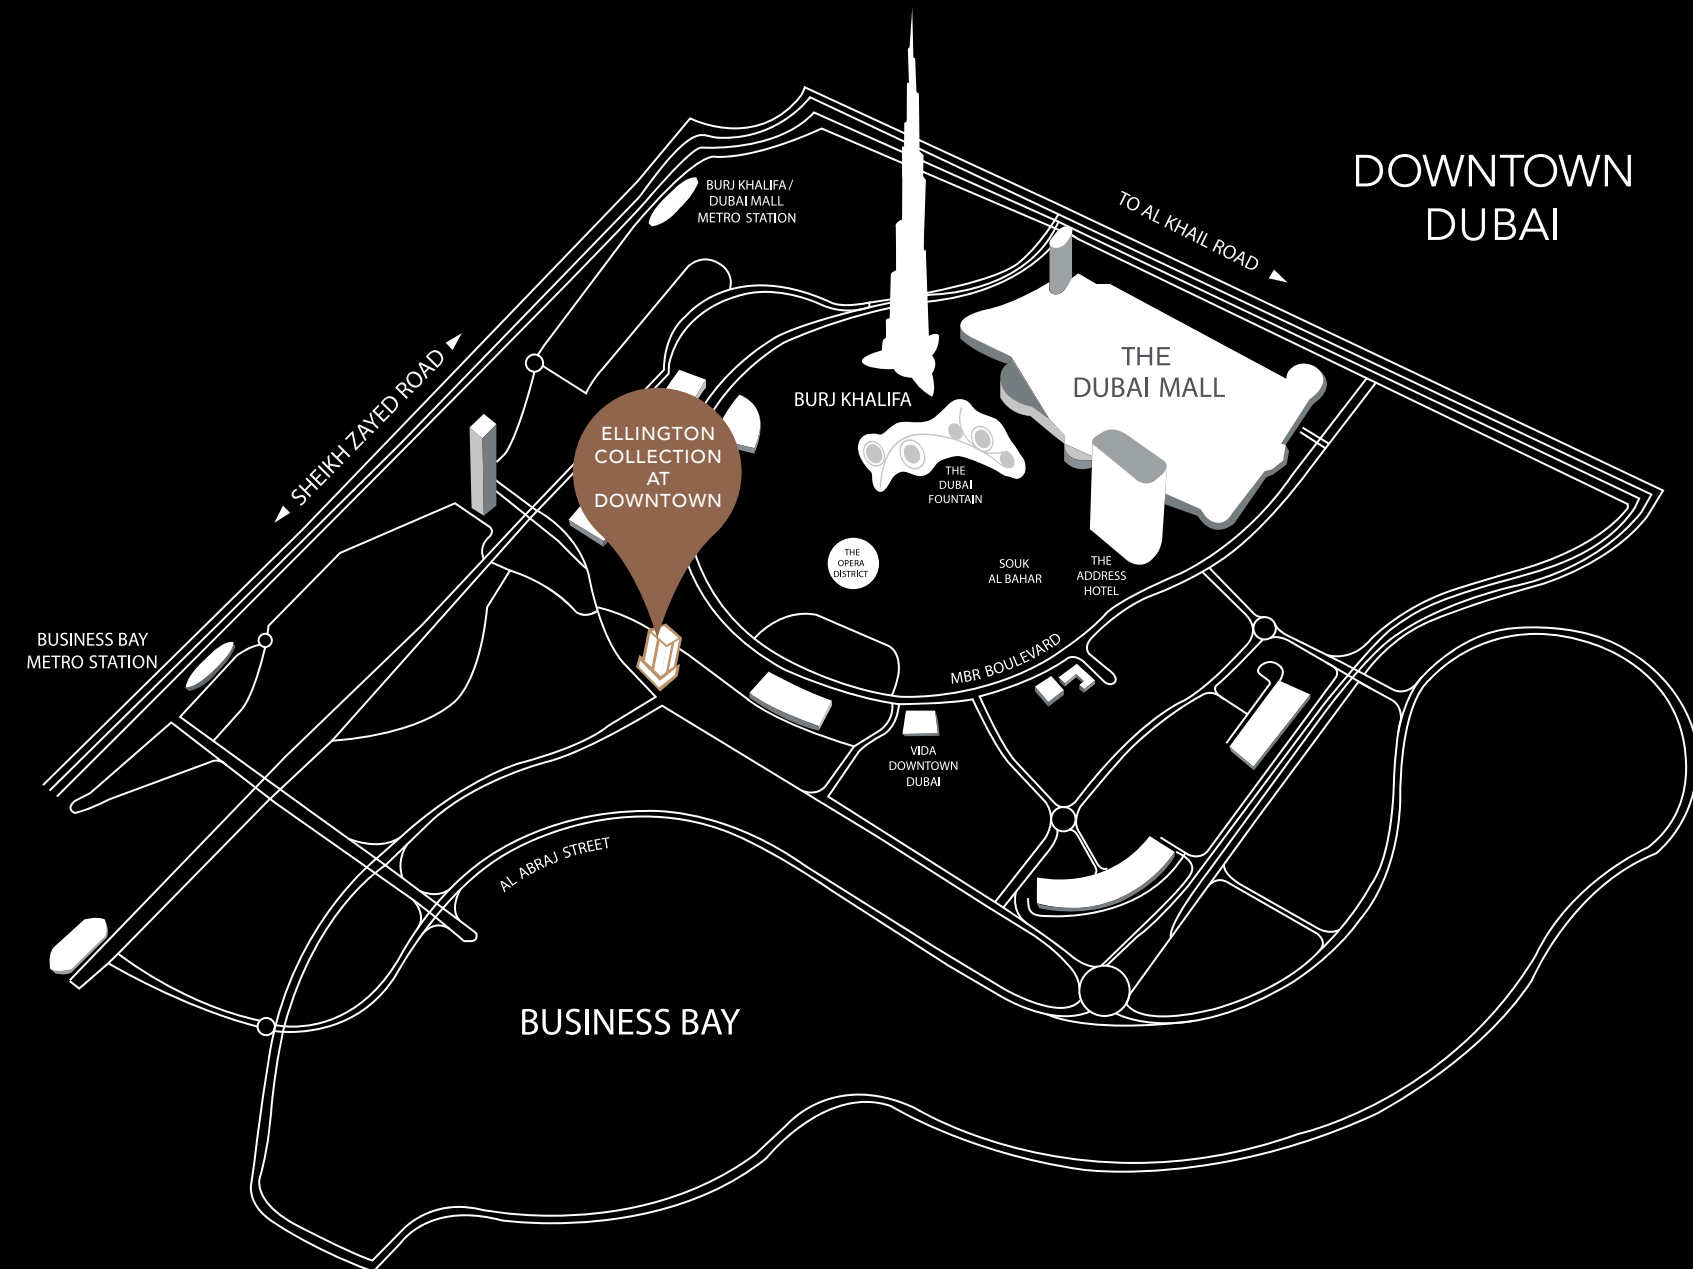 DOWNTOWN
DUBAI
BURJ KHALIFA /
DUBAI MALL
METRO STATION
TO AL KHAIL ROAD
SHEIKH ZAYED ROAD
THE
DUBAI MALL
BURJ KHALIFA
ELLINGTON
COLLECTION
AT
DOWNTOWN
THE
DUBAI
FOUNTAIN
THE
OPERA
DISTRICT
SOUK
AL BAHAR
THE
ADDRESS
HOTEL
BUSINESS BAY
METRO STATION
MBR BOULEVARD
VIDA
DOWNTOWN
DUBAI
AL ABRAJ STREET
BUSINESS BAY